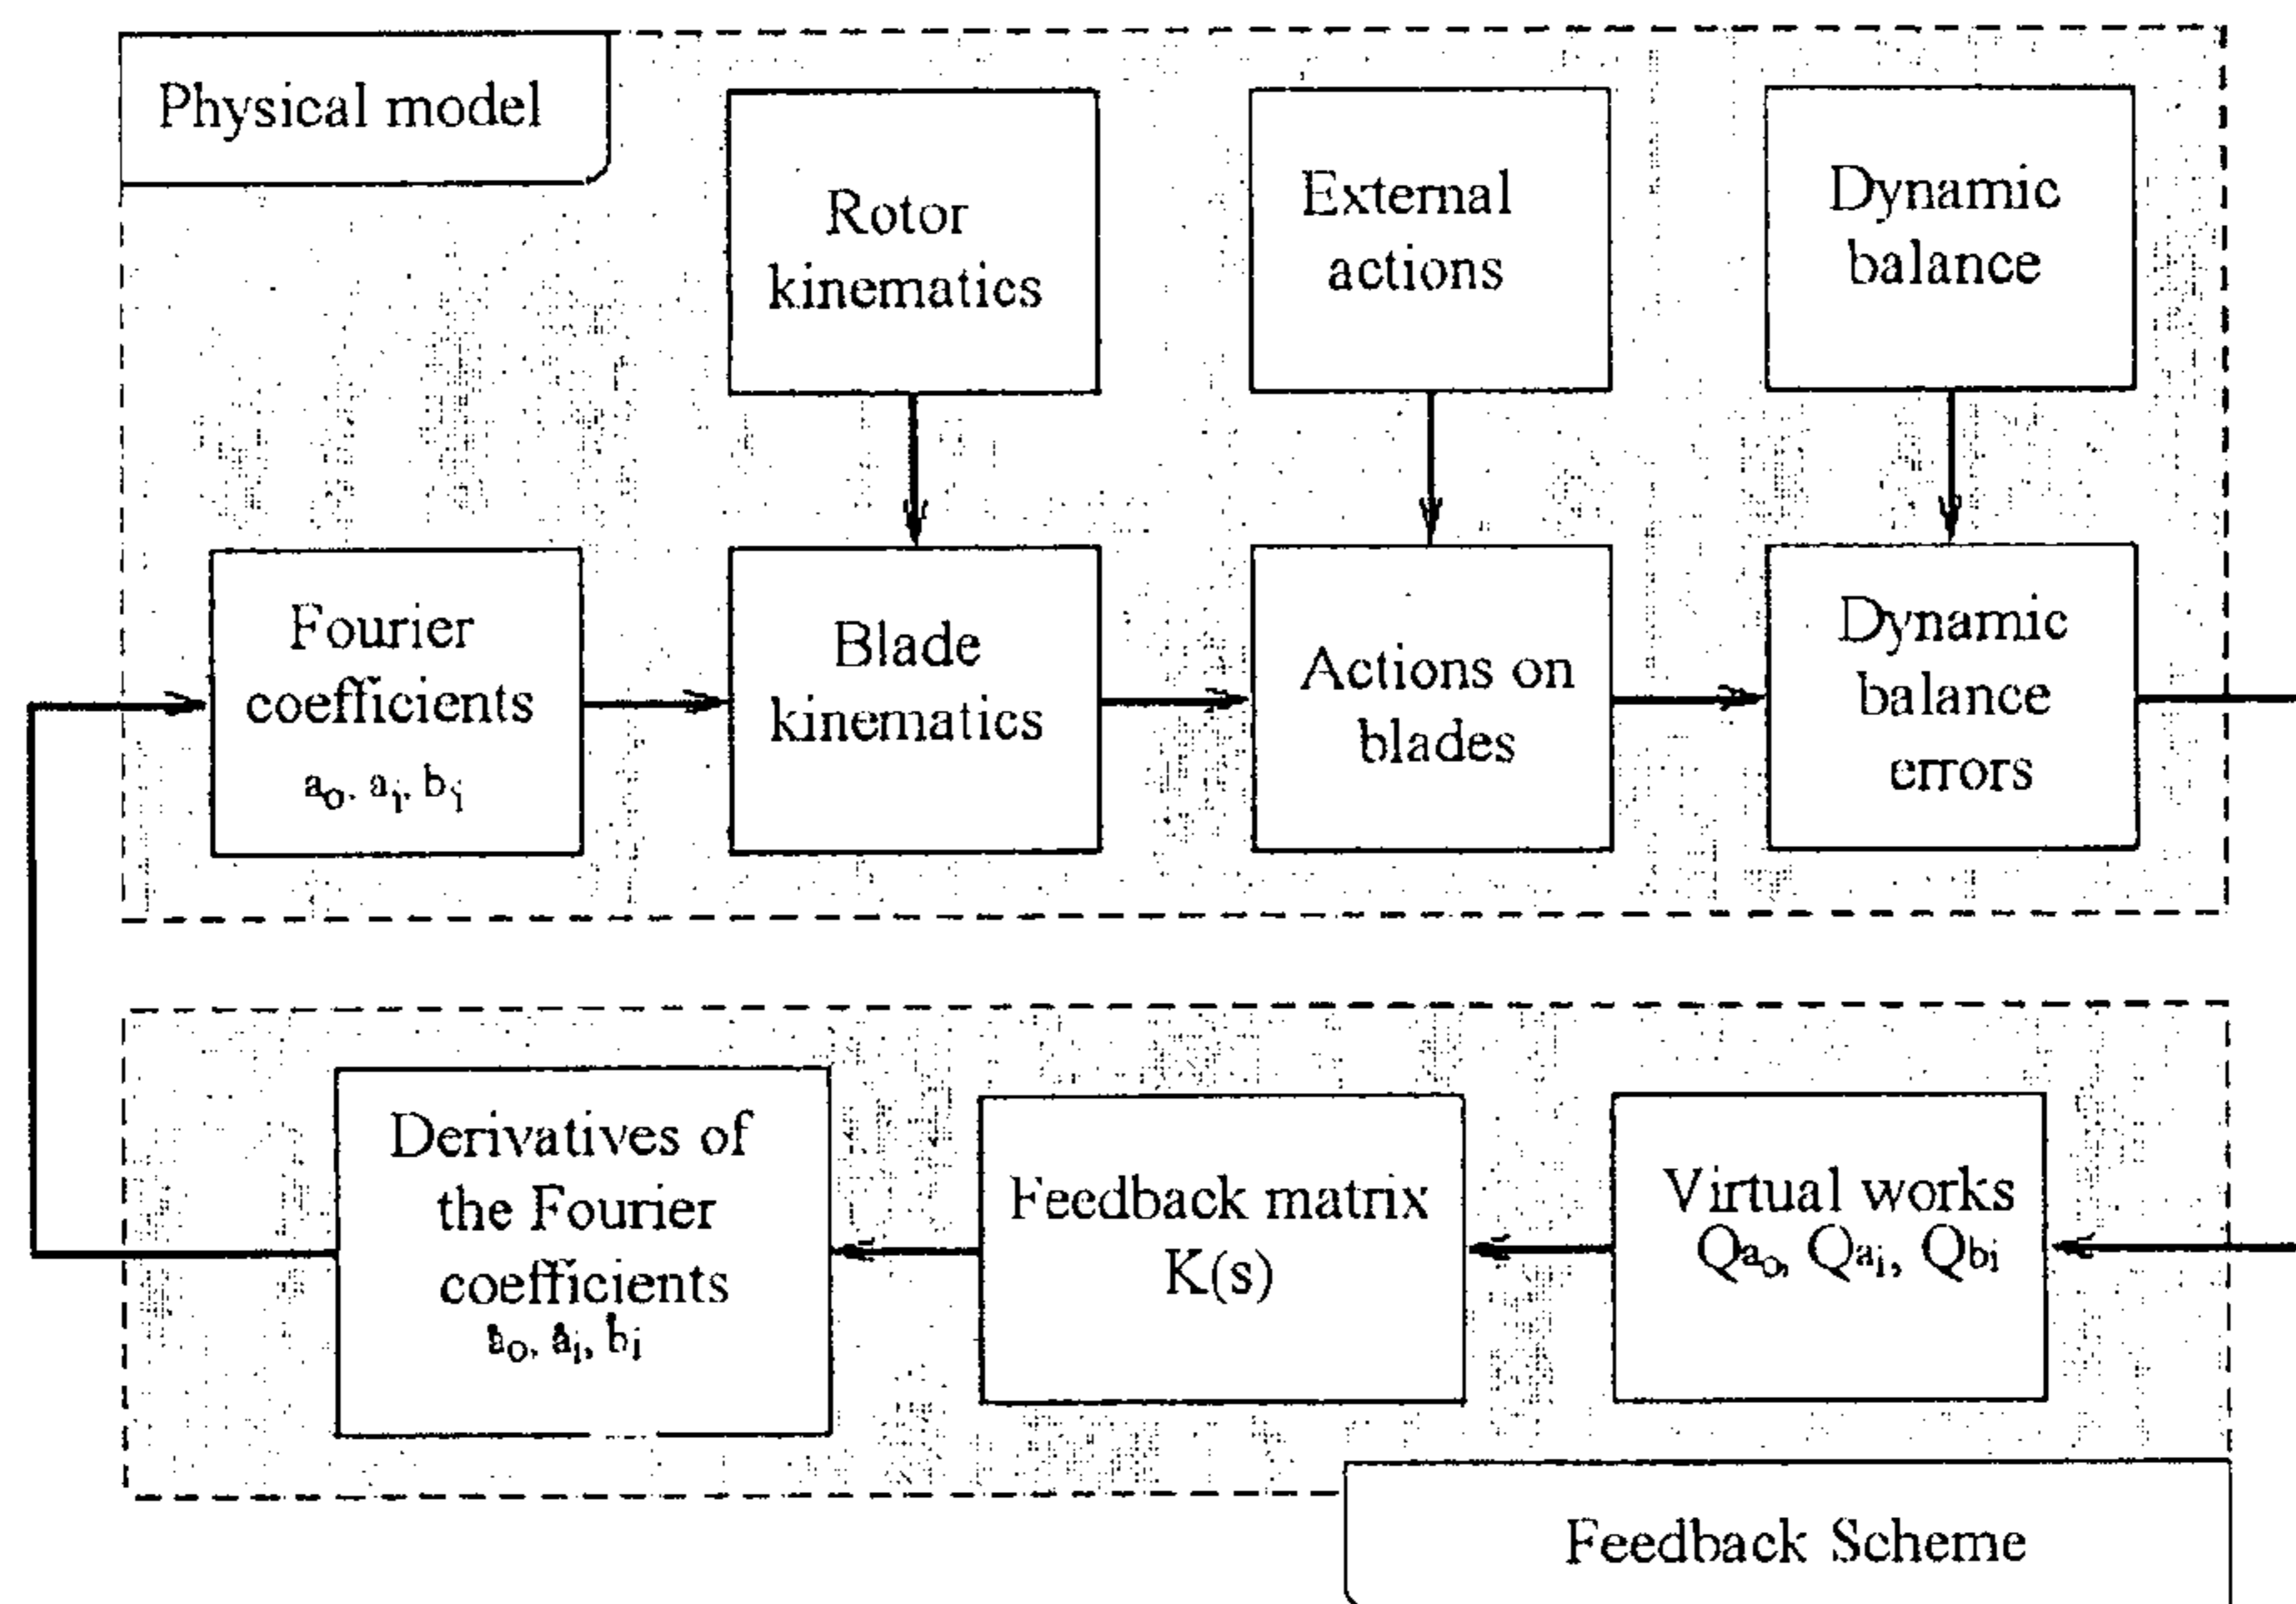 Physical model
Rotor
kinematics
External
actions
Dynamic
balance
Fourier
coefficients
a₀, aᵢ, bᵢ
Blade
kinematics
Actions on
blades
Dynamic
balance
errors
Derivatives of
the Fourier
coefficients
ȧ₀, ȧᵢ, ḃᵢ
Feedback matrix
K(s)
Virtual works
Qa₀, Qaᵢ, Qbᵢ
Feedback Scheme